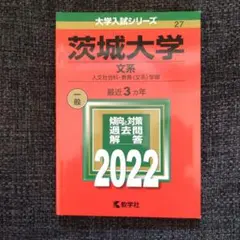 大学入試シリーズ
27
茨城大学
文系
人文社会科・教育〈文系〉学部
一般
最近3カ年
傾向と対策
過去問
解答
2022
教学社